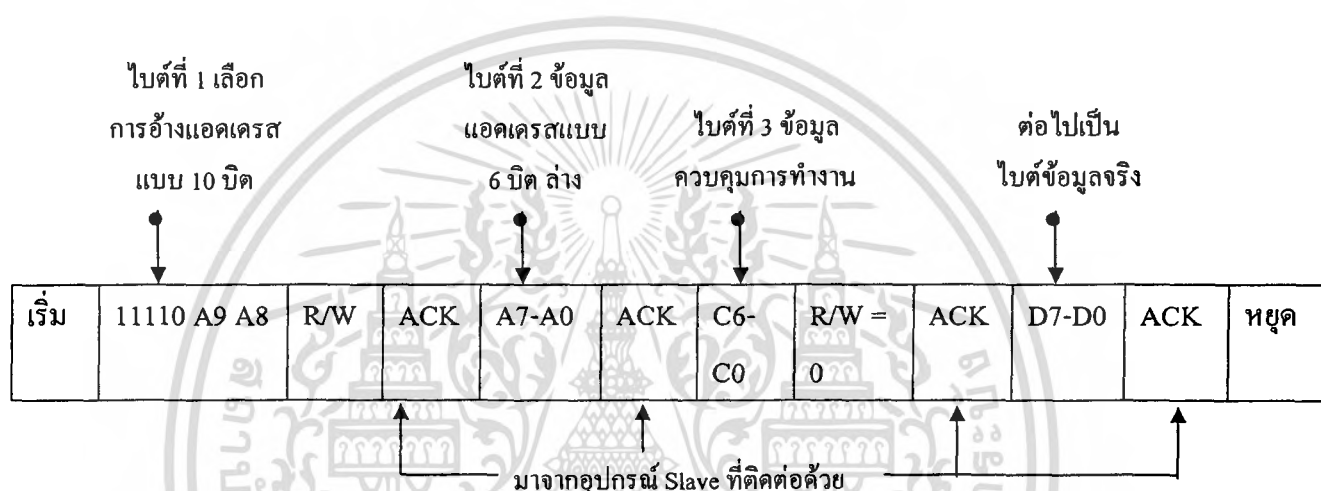 ไบต์ที่ 1 เลือก
การอ้างแอดเดรส
แบบ 10 บิต
ไบต์ที่ 2 ข้อมูล
แอดเดรสแบบ
6 บิต ล่าง
ไบต์ที่ 3 ข้อมูล
ควบคุมการทำงาน
ต่อไปเป็น
ไบต์ข้อมูลจริง
เริ่ม 11110 A9 A8 R/W ACK A7-A0 ACK C6- R/W = ACK D7-D0 ACK หยุด
C0 0
มาจากอุปกรณ์ Slave ที่ติดต่อด้วย